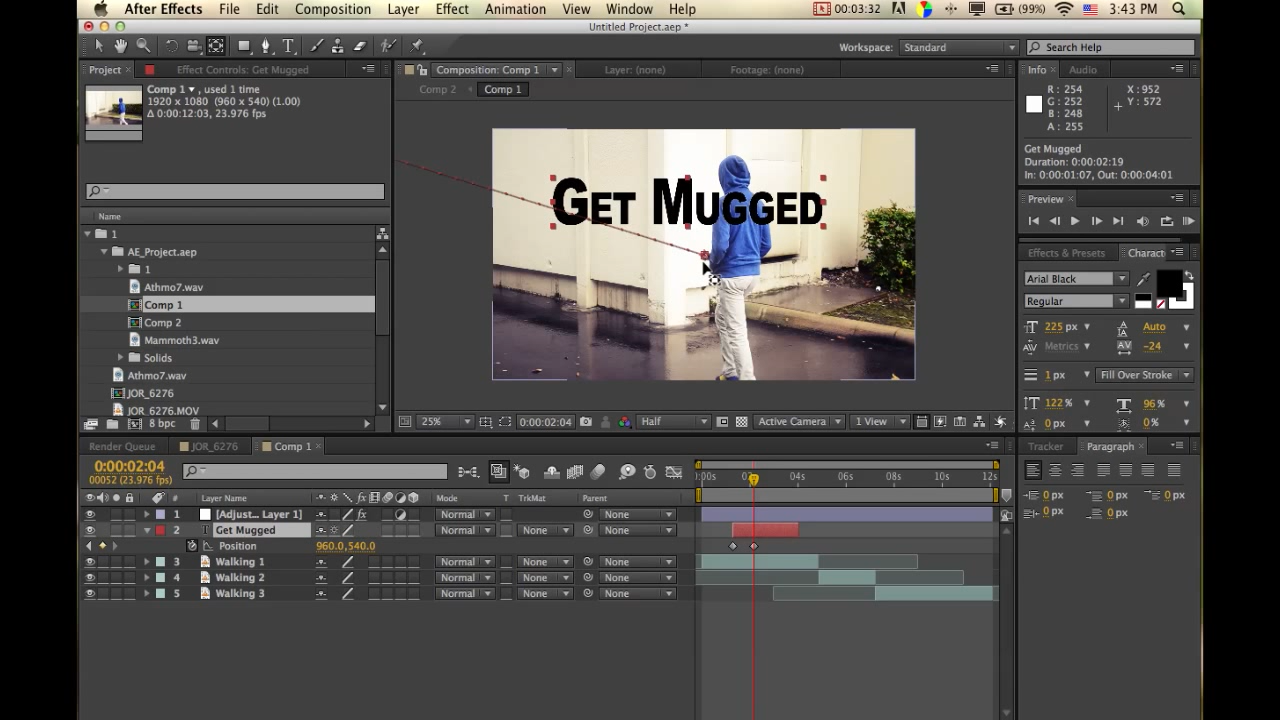 After Effects File Edit Composition Layer Effect Animation View Window Help 00:03:32 (99%) 3:43 PM
Untitled Project.aep *
Workspace: Standard Search Help
Project Effect Controls: Get Mugged Composition: Comp 1 Layer: (none) Footage: (none) Info Audio
Comp 2 Comp 1
Comp 1 , used 1 time
1920 x 1080 (960 x 540) (1.00)
Δ 0:00:12:03, 23.976 fps
R : 254 X : 952
G : 252 Y : 572
B : 248
A : 255
Get Mugged
Duration: 0:00:02:19
In: 0:00:01:07, Out: 0:00:04:01
Preview
Effects & Presets Charact
Arial Black
Regular
225 px Auto
Metrics -24
1 px Fill Over Stroke
122 % 96 %
0 px 0 %
Get Mugged
Name
1
AE_Project.aep
1
Athmo7.wav
Comp 1
Comp 2
Mammoth3.wav
Solids
Athmo7.wav
JOR_6276
JOR_6276.MOV
8 bpc
25% 0:00:02:04 Half Active Camera 1 View
Render Queue JOR_6276 Comp 1
Tracker Paragraph
0 px 0 px 0 px
0 px 0 px
0:00:02:04
00052 (23.976 fps)
:00s 04s 06s 08s 10s 12s
# Layer Name Mode T TrkMat Parent
1 [Adjust... Layer 1] Normal None
2 T Get Mugged Normal None None
Position 960.0,540.0
3 Walking 1 Normal None None
4 Walking 2 Normal None None
5 Walking 3 Normal None None